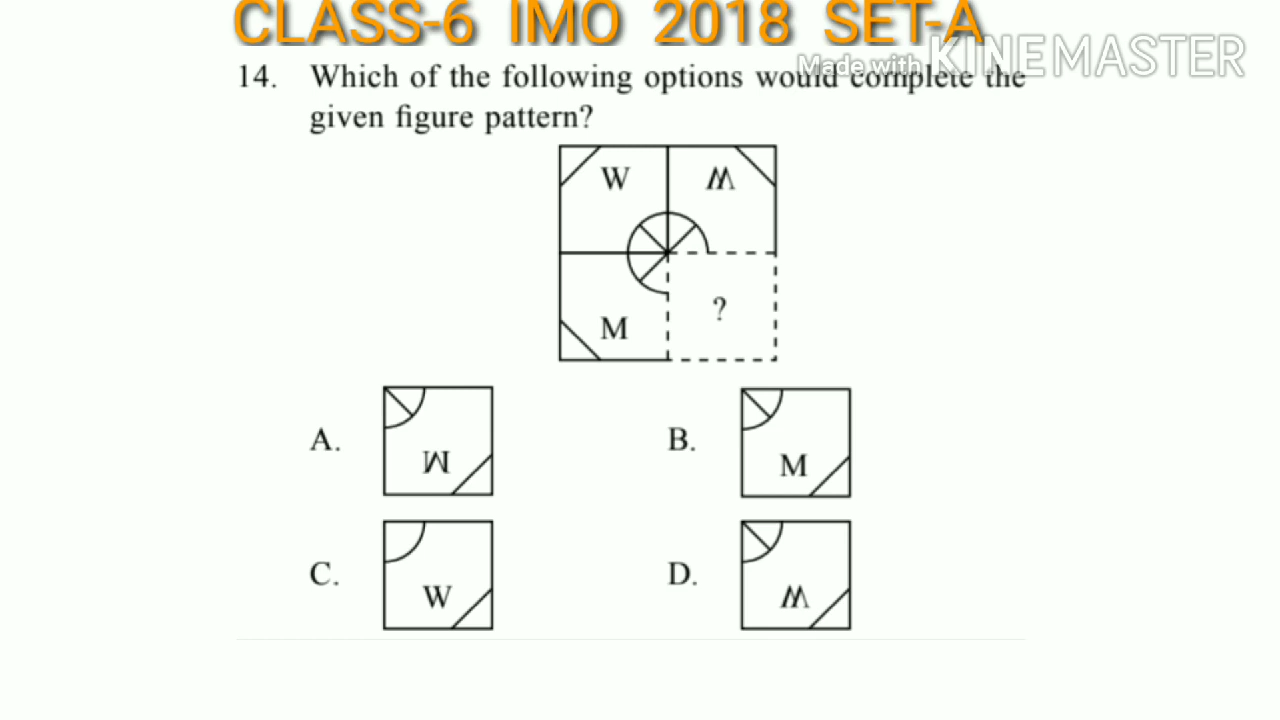 CLASS-6 IMO 2018 SET-A
Made with KINEMASTER
14. Which of the following options would complete the
given figure pattern?
W W
M ?
A. M B. M
C. W D. W